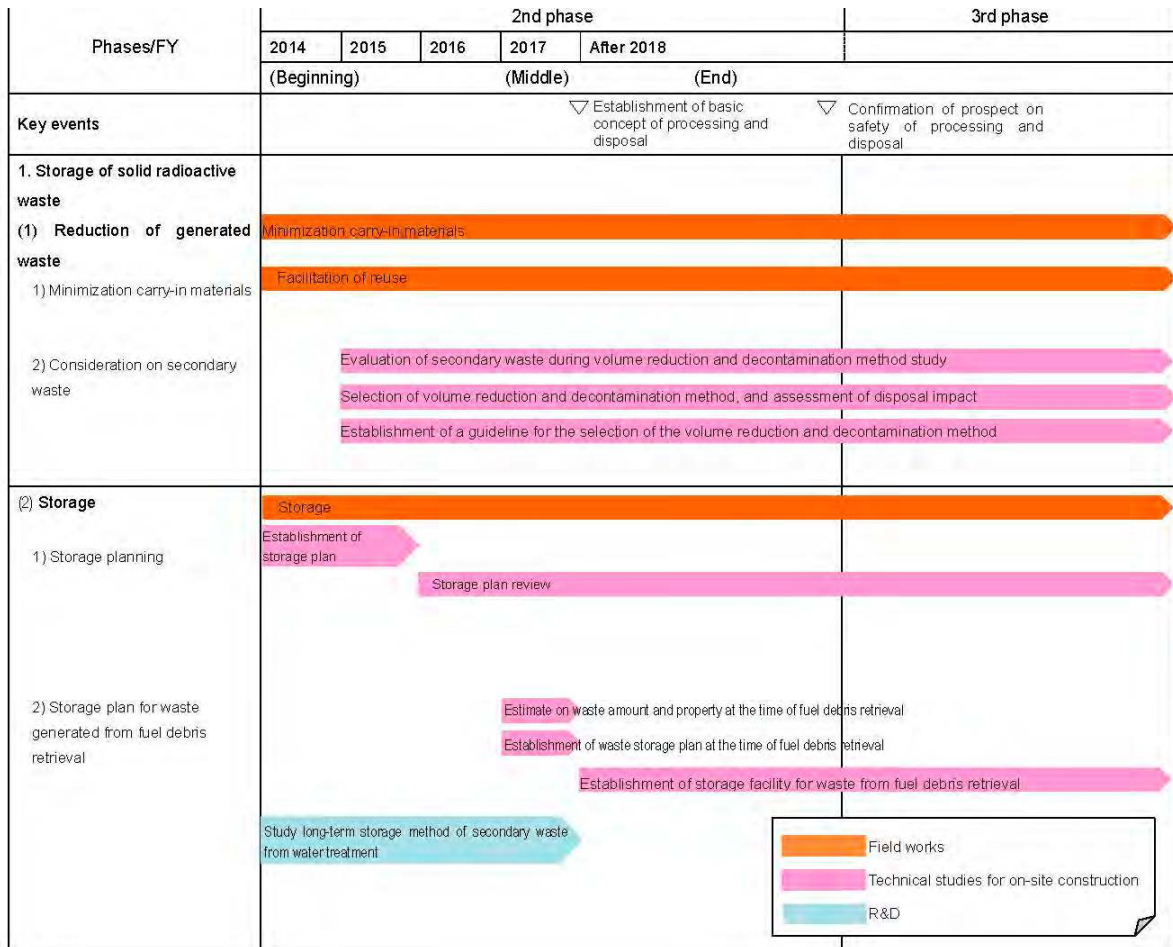 Phases/FY
2nd phase
3rd phase
2014
2015
2016
2017
After 2018
(Beginning)
(Middle)
(End)
Key events
Establishment of basic
concept of processing and
disposal
Confirmation of prospect on
safety of processing and
disposal
1. Storage of solid radioactive
waste
(1) Reduction of generated
waste
1) Minimization carry-in materials
Minimization carry-in materials
Facilitation of reuse
2) Consideration on secondary
waste
Evaluation of secondary waste during volume reduction and decontamination method study
Selection of volume reduction and decontamination method, and assessment of disposal impact
Establishment of a guideline for the selection of the volume reduction and decontamination method
(2) Storage
Storage
1) Storage planning
Establishment of
storage plan
Storage plan review
2) Storage plan for waste
generated from fuel debris
retrieval
Estimate on waste amount and property at the time of fuel debris retrieval
Establishment of waste storage plan at the time of fuel debris retrieval
Establishment of storage facility for waste from fuel debris retrieval
Study long-term storage method of secondary waste
from water treatment
Field works
Technical studies for on-site construction
R&D